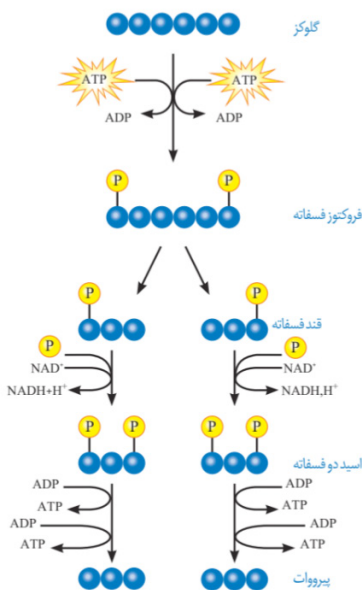 گلوکز
ATP ATP
ADP ADP
P P
فروکتوز فسفاته
P P
قند فسفاته
P P
NAD⁺ NAD⁺
NADH+H⁺ NADH,H⁺
P P P P
اسید دو فسفاته
ADP ADP
ATP ATP
ADP ADP
ATP ATP
پیرووات